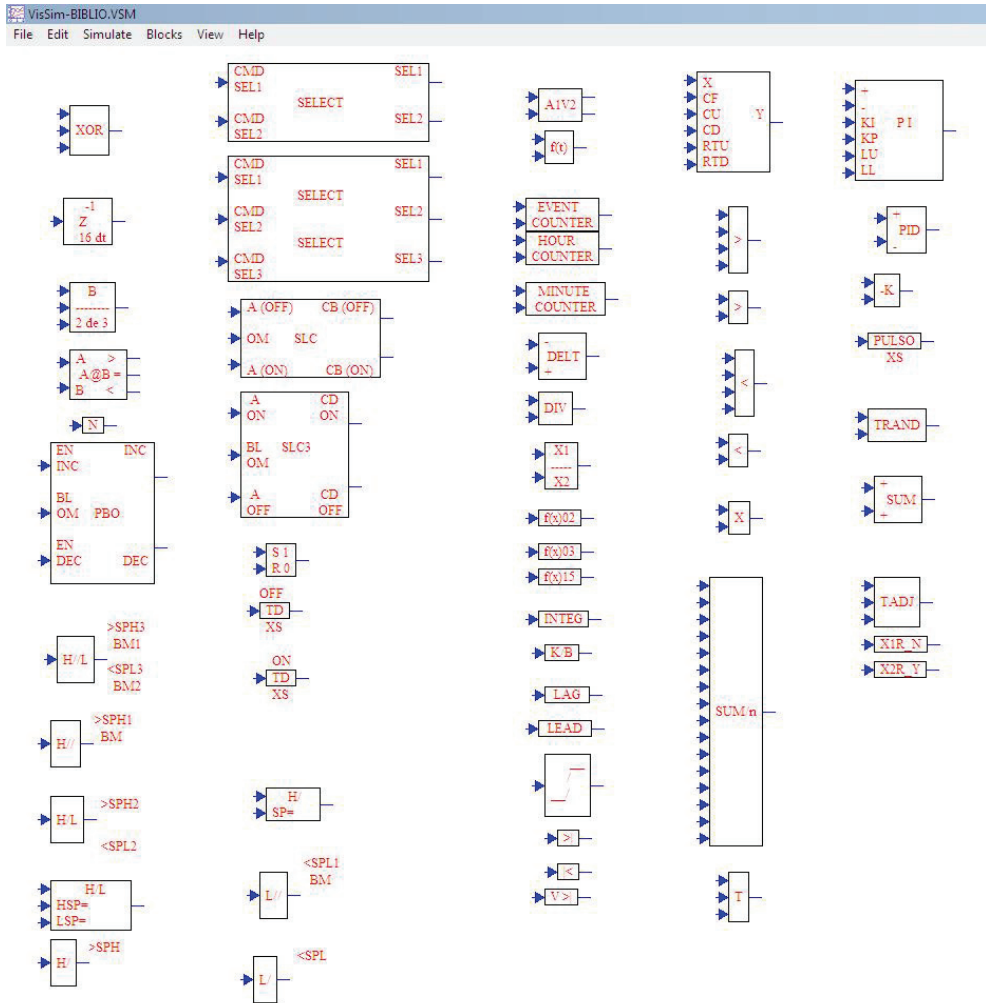 VisSim-BIBLIO.VSM
File Edit Simulate Blocks View Help
XOR
-1
Z
16 dt
B
--------
2 de 3
A >
A@B =
B <
N
EN INC
INC
BL
OM PBO
EN
DEC DEC
H//L
>SPH3
BM1
<SPL3
BM2
H//
>SPH1
BM
H/L
>SPH2
<SPL2
H/L
HSP=
LSP=
H/
>SPH
CMD SEL1
SEL1
SELECT
CMD SEL2
SEL2
CMD SEL1
SEL1
SELECT
CMD SEL2
SEL2
SELECT
CMD SEL3
SEL3
A (OFF) CB (OFF)
OM SLC
A (ON) CB (ON)
A CD
ON ON
BL SLC3
OM
A CD
OFF OFF
S 1
R 0
OFF
TD
XS
ON
TD
XS
H/
SP=
<SPL1
BM
L//
<SPL
L/
A1V2
f(t)
EVENT
COUNTER
HOUR
COUNTER
MINUTE
COUNTER
-
DELT
+
DIV
X1
-----
X2
f(x)02
f(x)03
f(x)15
INTEG
K/B
LAG
LEAD
>|
|<
V >|
X
CF
CU Y
CD
RTU
RTD
>
>
<
<
X
SUM/n
T
+
-
KI P I
KP
LU
LL
+
PID
-
-K
PULSO
XS
TRAND
+
SUM
+
TADJ
X1R_N
X2R_Y